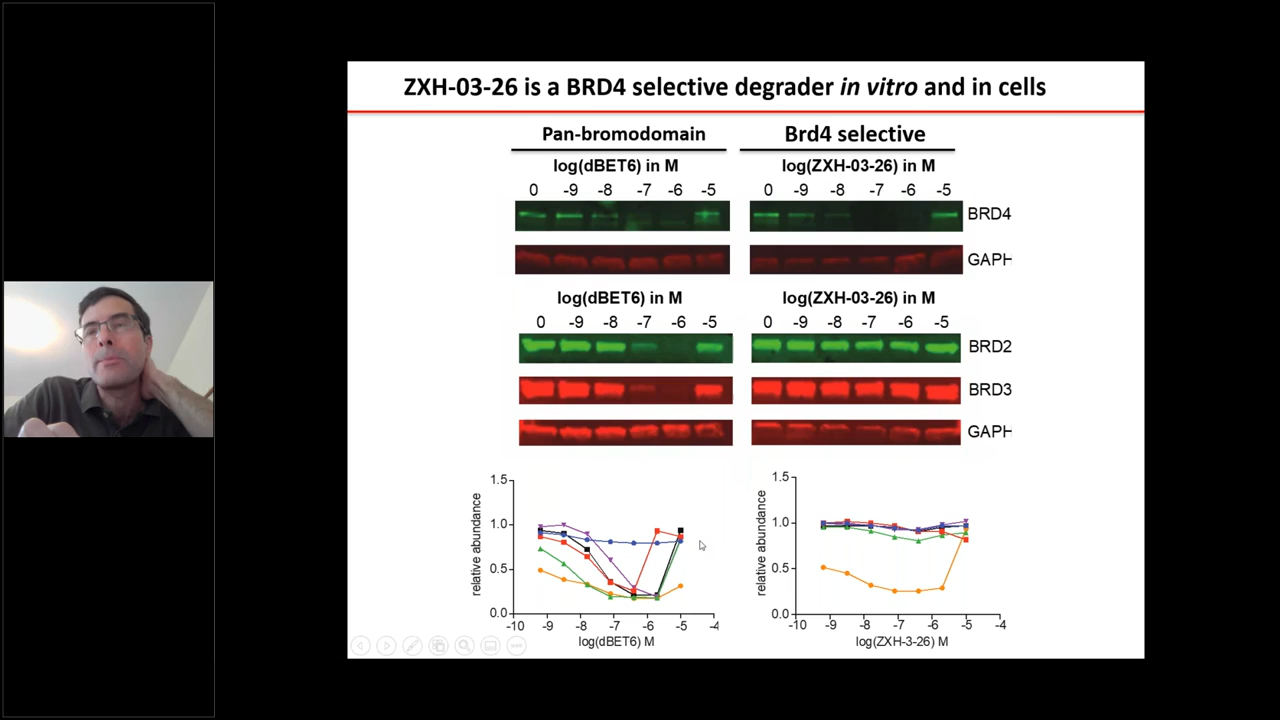 ZXH-03-26 is a BRD4 selective degrader in vitro and in cells
Pan-bromodomain
Brd4 selective
log(dBET6) in M
log(ZXH-03-26) in M
0 -9 -8 -7 -6 -5
0 -9 -8 -7 -6 -5
BRD4
GAPH
log(dBET6) in M
log(ZXH-03-26) in M
0 -9 -8 -7 -6 -5
0 -9 -8 -7 -6 -5
BRD2
BRD3
GAPH
relative abundance
1.5
1.0
0.5
0.0
-10 -9 -8 -7 -6 -5 -4
log(dBET6) M
relative abundance
1.5
1.0
0.5
0.0
-10 -9 -8 -7 -6 -5 -4
log(ZXH-3-26) M